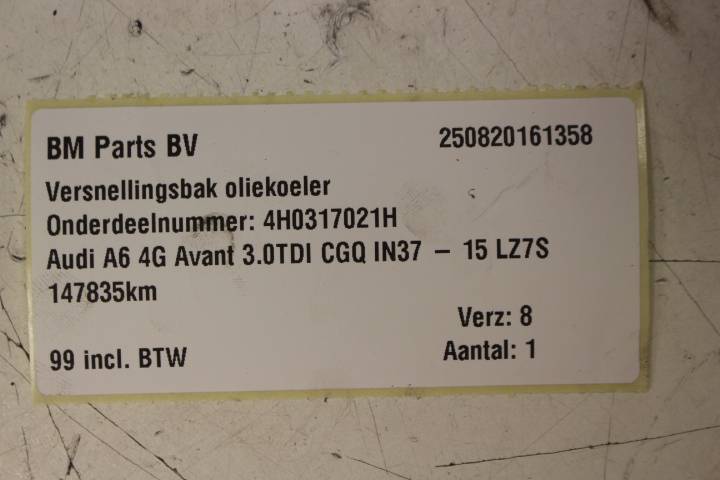 BM Parts BV 250820161358
Versnellingsbak oliekoeler
Onderdeelnummer: 4H0317021H
Audi A6 4G Avant 3.0TDI CGQ IN37 – 15 LZ7S
147835km
Verz: 8
99 incl. BTW Aantal: 1